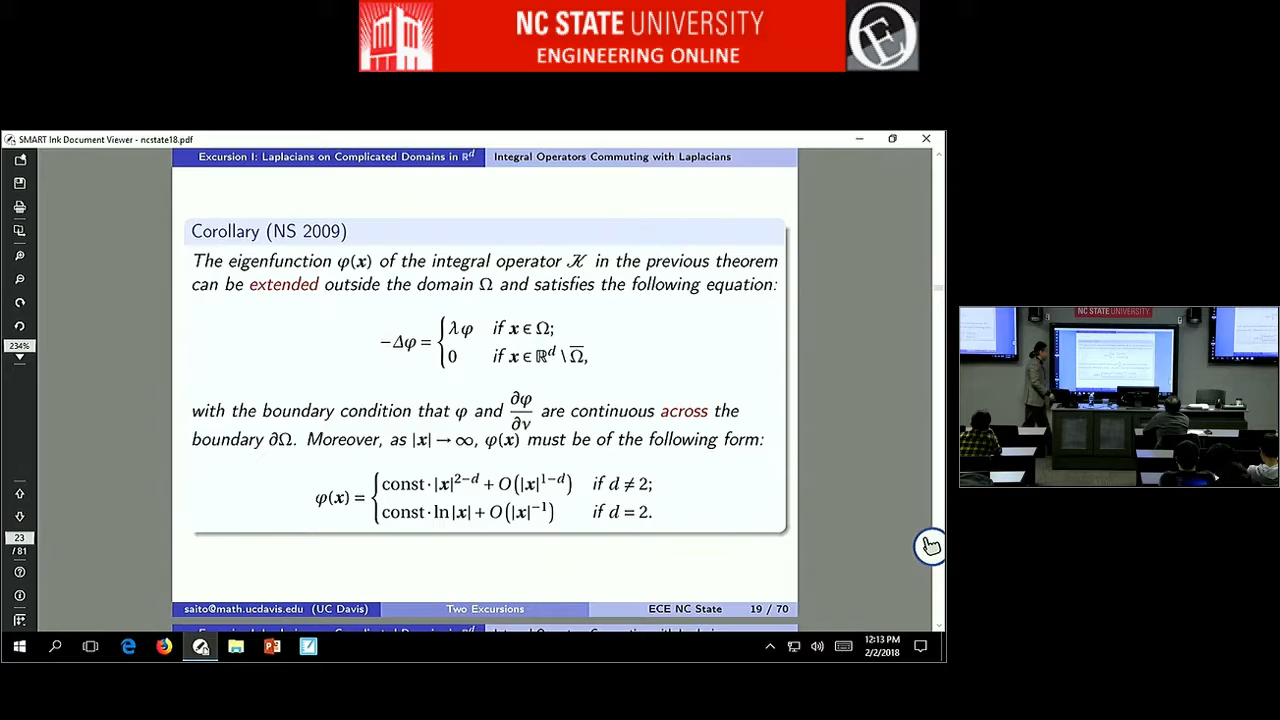 NC STATE UNIVERSITY
ENGINEERING ONLINE
SMART Ink Document Viewer - ncstate18.pdf
Excursion I: Laplacians on Complicated Domains in ℝᵈ Integral Operators Commuting with Laplacians
Corollary (NS 2009)
The eigenfunction φ(x) of the integral operator 𝒦 in the previous theorem
can be extended outside the domain Ω and satisfies the following equation:
−Δφ = { λφ if x ∈ Ω;
0 if x ∈ ℝᵈ \ Ω̅,
with the boundary condition that φ and ∂φ/∂ν are continuous across the
boundary ∂Ω. Moreover, as |x| → ∞, φ(x) must be of the following form:
φ(x) = { const · |x|²⁻ᵈ + O(|x|¹⁻ᵈ) if d ≠ 2;
const · ln|x| + O(|x|⁻¹) if d = 2.
saito@math.ucdavis.edu (UC Davis) Two Excursions ECE NC State 19 / 70
234%
23
/ 81
12:13 PM
2/2/2018
NC STATE UNIVERSITY